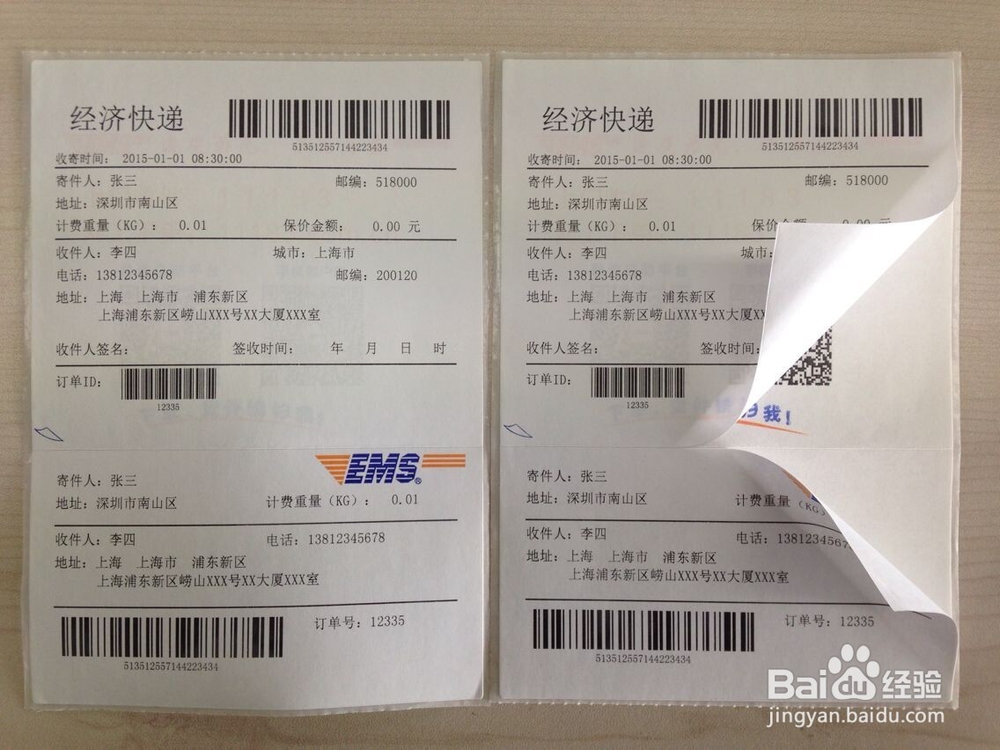 经济快递
513512557144223434
收寄时间: 2015-01-01 08:30:00
寄件人: 张三 邮编: 518000
地址: 深圳市南山区
计费重量（KG）: 0.01 保价金额: 0.00 元
收件人: 李四 城市: 上海市
电话: 13812345678 邮编: 200120
地址: 上海 上海市 浦东新区
上海浦东新区崂山XXX号XX大厦XXX室
收件人签名: 签收时间: 年 月 日 时
订单ID:
12335
EMS®
寄件人: 张三
地址: 深圳市南山区 计费重量（KG）: 0.01
收件人: 李四 电话: 13812345678
地址: 上海 上海市 浦东新区
上海浦东新区崂山XXX号XX大厦XXX室
订单号: 12335
513512557144223434
经济快递
513512557144223434
收寄时间: 2015-01-01 08:30:00
寄件人: 张三 邮编: 518000
地址: 深圳市南山区
计费重量（KG）: 0.01
收件人: 李四 城市:
电话: 13812345678
地址: 上海 上海市 浦东新区
上海浦东新区崂山XXX号XX大厦XX
收件人签名: 签收时间:
订单ID:
12335
我!
寄件人: 张三
地址: 深圳市南山区 计费重量（KG）
收件人: 李四 电话: 1381234567
地址: 上海 上海市 浦东新区
上海浦东新区崂山XXX号XX大厦XXX室
订单号: 12335
513512557144223434
Baidu经验
jingyan.baidu.com